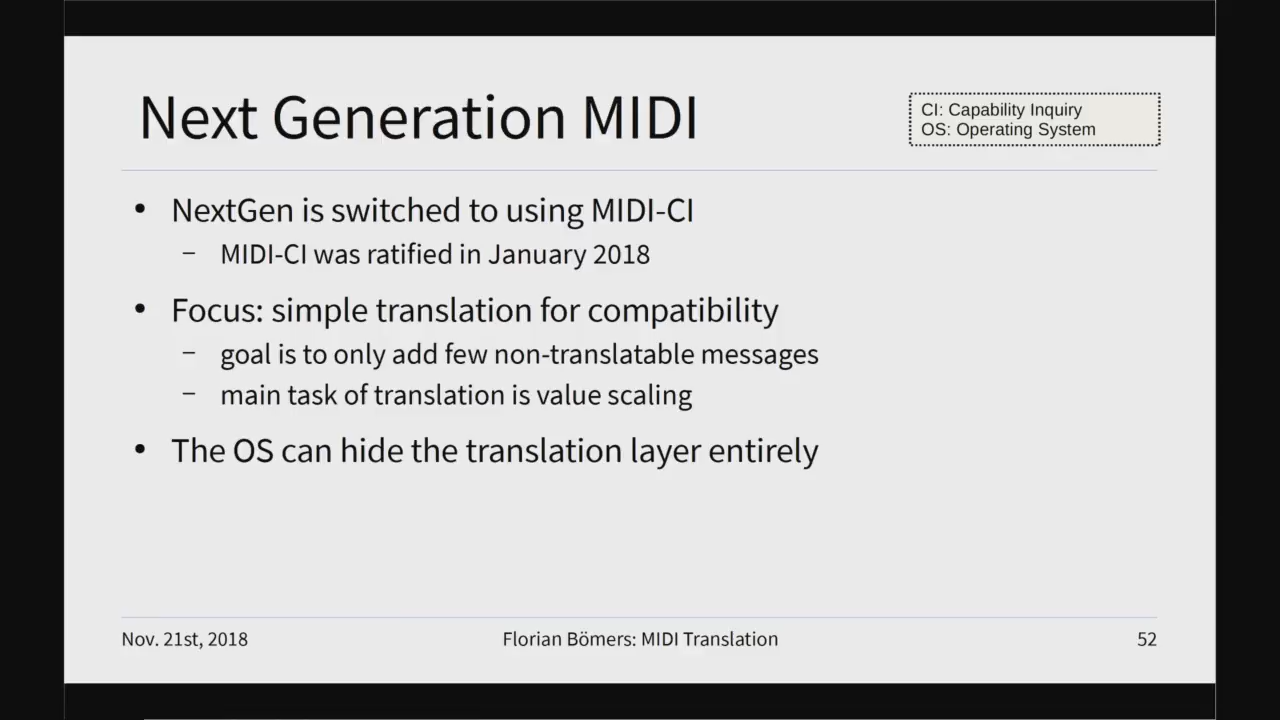 Next Generation MIDI
CI: Capability Inquiry
OS: Operating System
• NextGen is switched to using MIDI-CI
– MIDI-CI was ratified in January 2018
• Focus: simple translation for compatibility
– goal is to only add few non-translatable messages
– main task of translation is value scaling
• The OS can hide the translation layer entirely
Nov. 21st, 2018
Florian Bömers: MIDI Translation
52